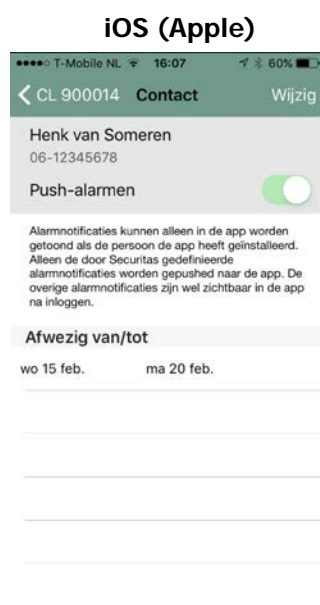 iOS (Apple)
T-Mobile NL 16:07 60%
CL 900014 Contact Wijzig
Henk van Someren
06-12345678
Push-alarmen
Alarmnotificaties kunnen alleen in de app worden
getoond als de persoon de app heeft geïnstalleerd.
Alleen de door Securitas gedefinieerde
alarmnotificaties worden gepushed naar de app. De
overige alarmnotificaties zijn wel zichtbaar in de app
na inloggen.
Afwezig van/tot
wo 15 feb. ma 20 feb.